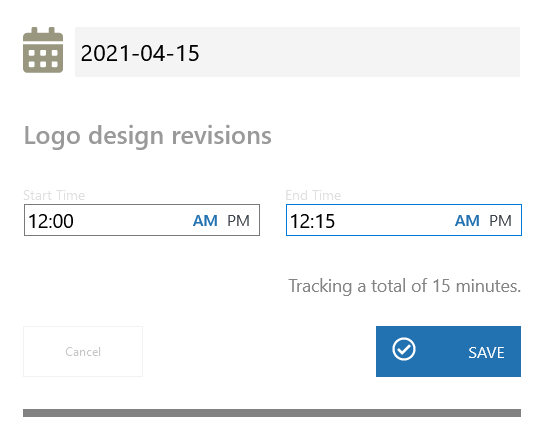 2021-04-15
Logo design revisions
Start Time
End Time
12:00 AM PM
12:15 AM PM
Tracking a total of 15 minutes.
Cancel
SAVE